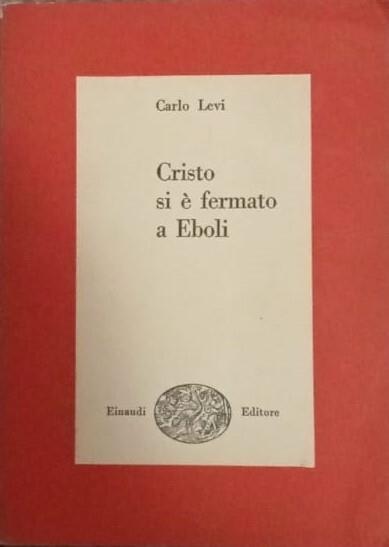 Carlo Levi
Cristo
si è fermato
a Eboli
Einaudi Editore